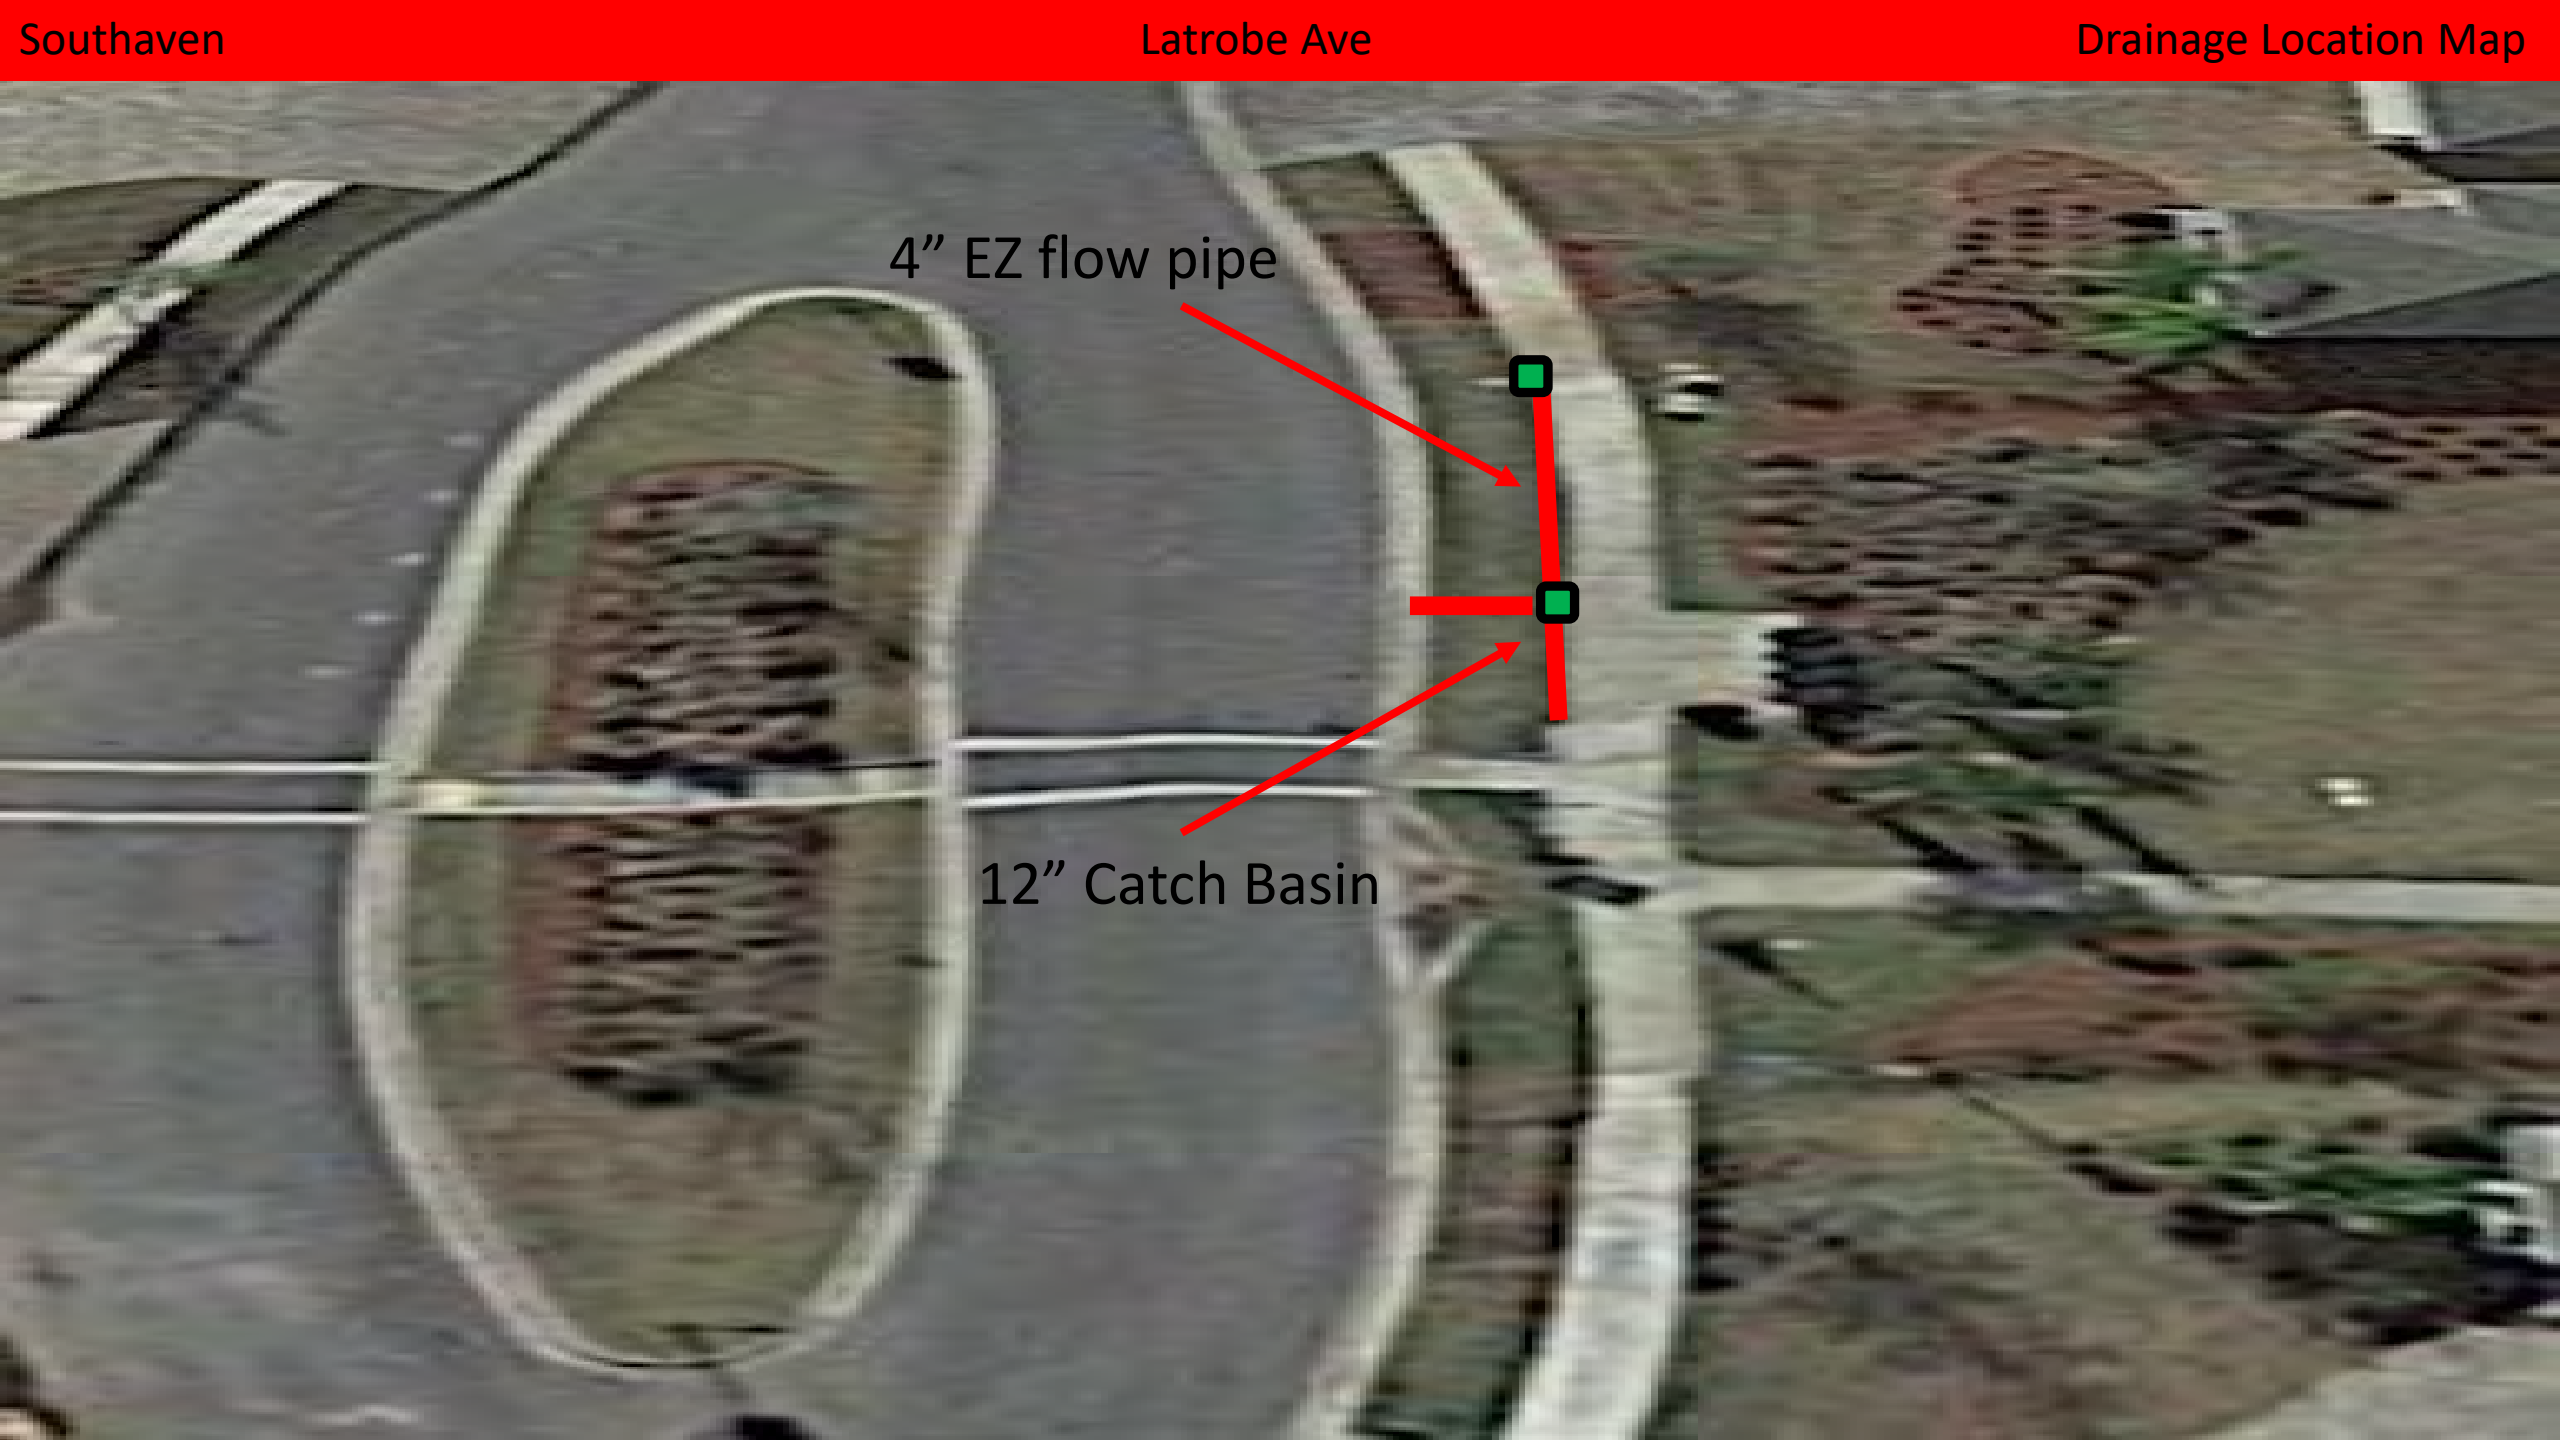 Southaven
Latrobe Ave
Drainage Location Map
4” EZ flow pipe
12” Catch Basin